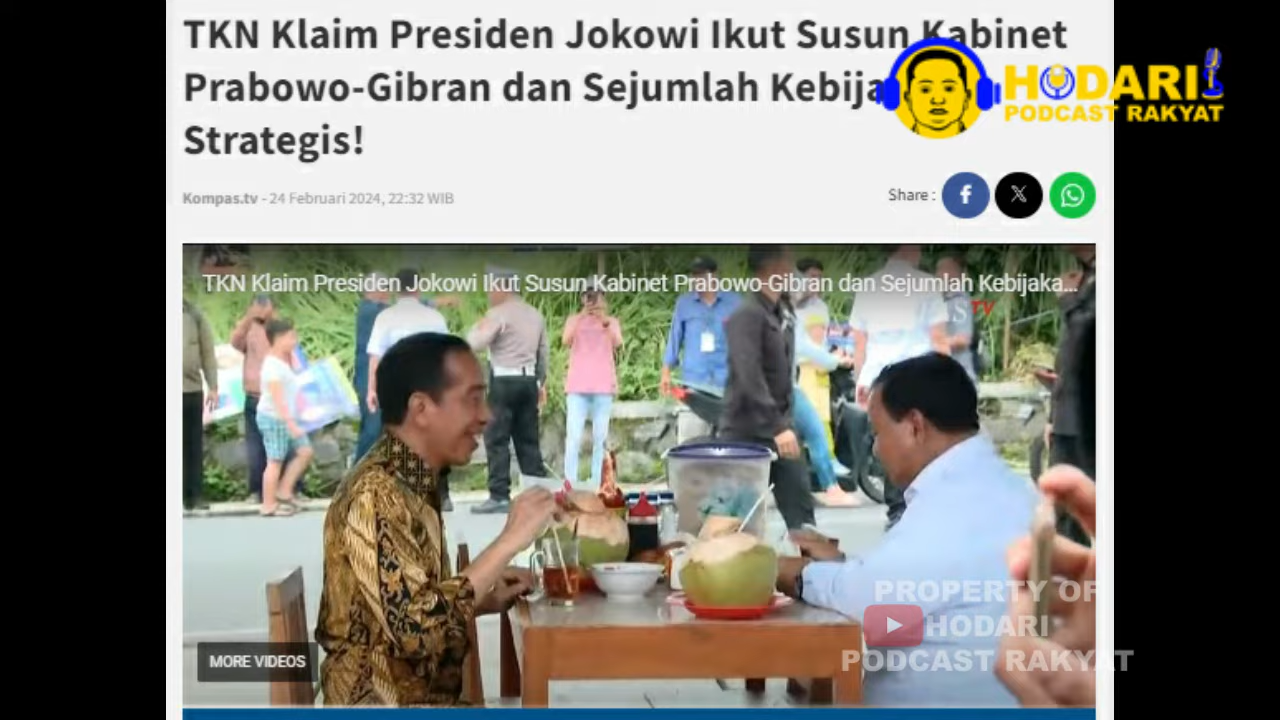 TKN Klaim Presiden Jokowi Ikut Susun Kabinet
Prabowo-Gibran dan Sejumlah
Strategis!
HODARI
PODCAST RAKYAT
Kompas.tv - 24 Februari 2024, 22:32 WIB
Share :
TKN Klaim Presiden Jokowi Ikut Susun Kabinet Prabowo-Gibran dan Sejumlah Kebijaka...
TV
MORE VIDEOS
PROPERTY OF
HODARI
PODCAST RAKYAT